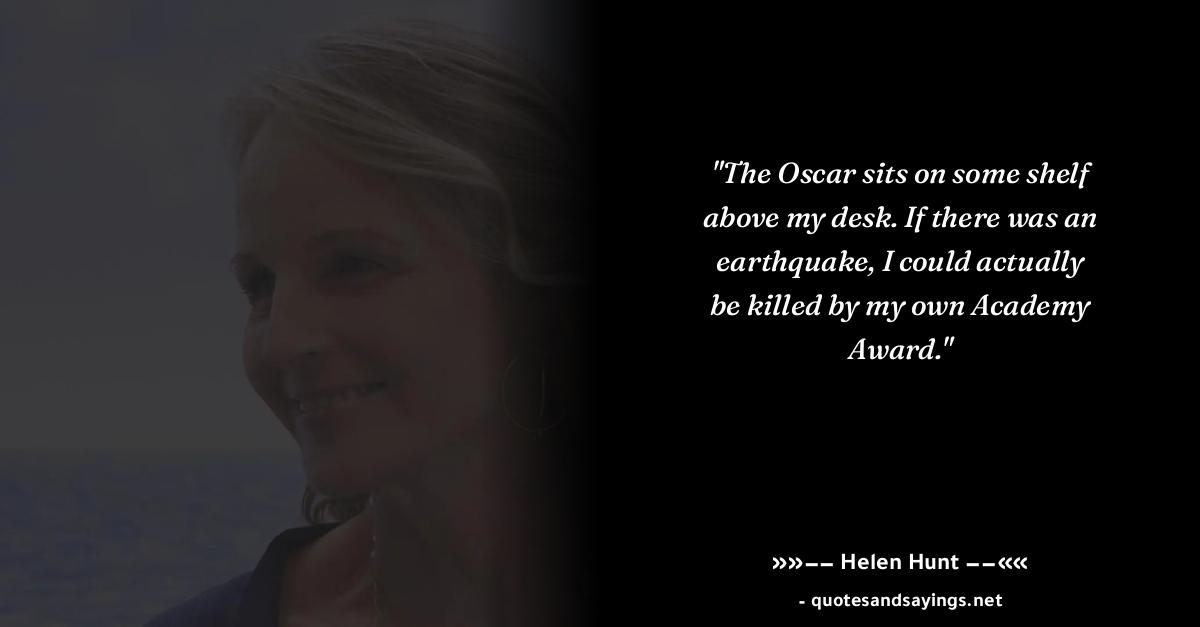 "The Oscar sits on some shelf
above my desk. If there was an
earthquake, I could actually
be killed by my own Academy
Award."
»»−− Helen Hunt −−««
- quotesandsayings.net